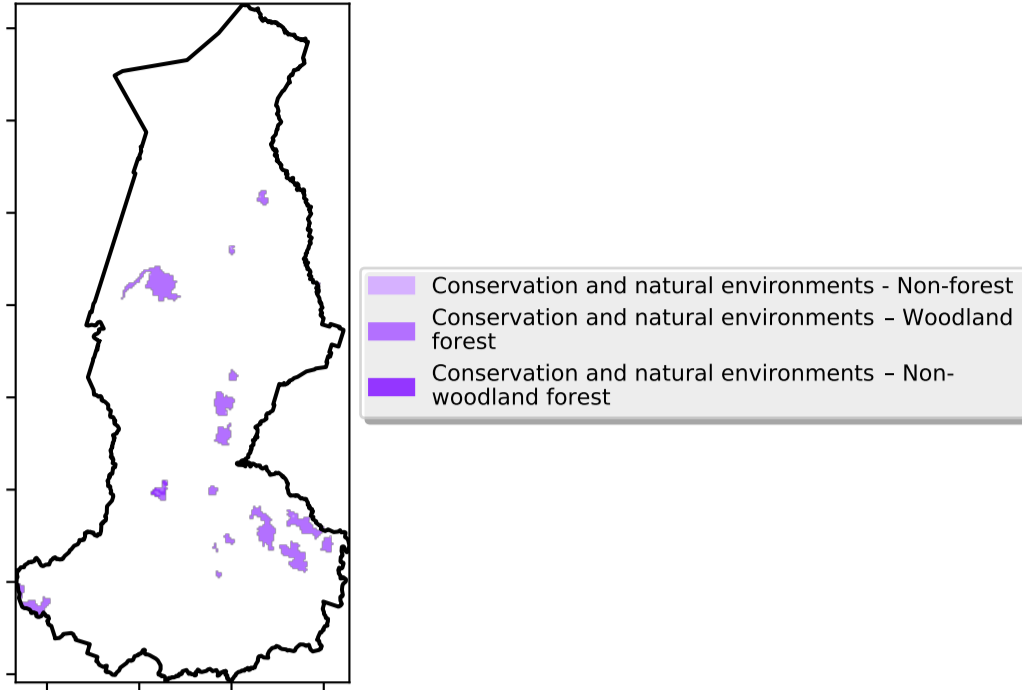 Conservation and natural environments - Non-forest
Conservation and natural environments – Woodland
forest
Conservation and natural environments – Non-
woodland forest